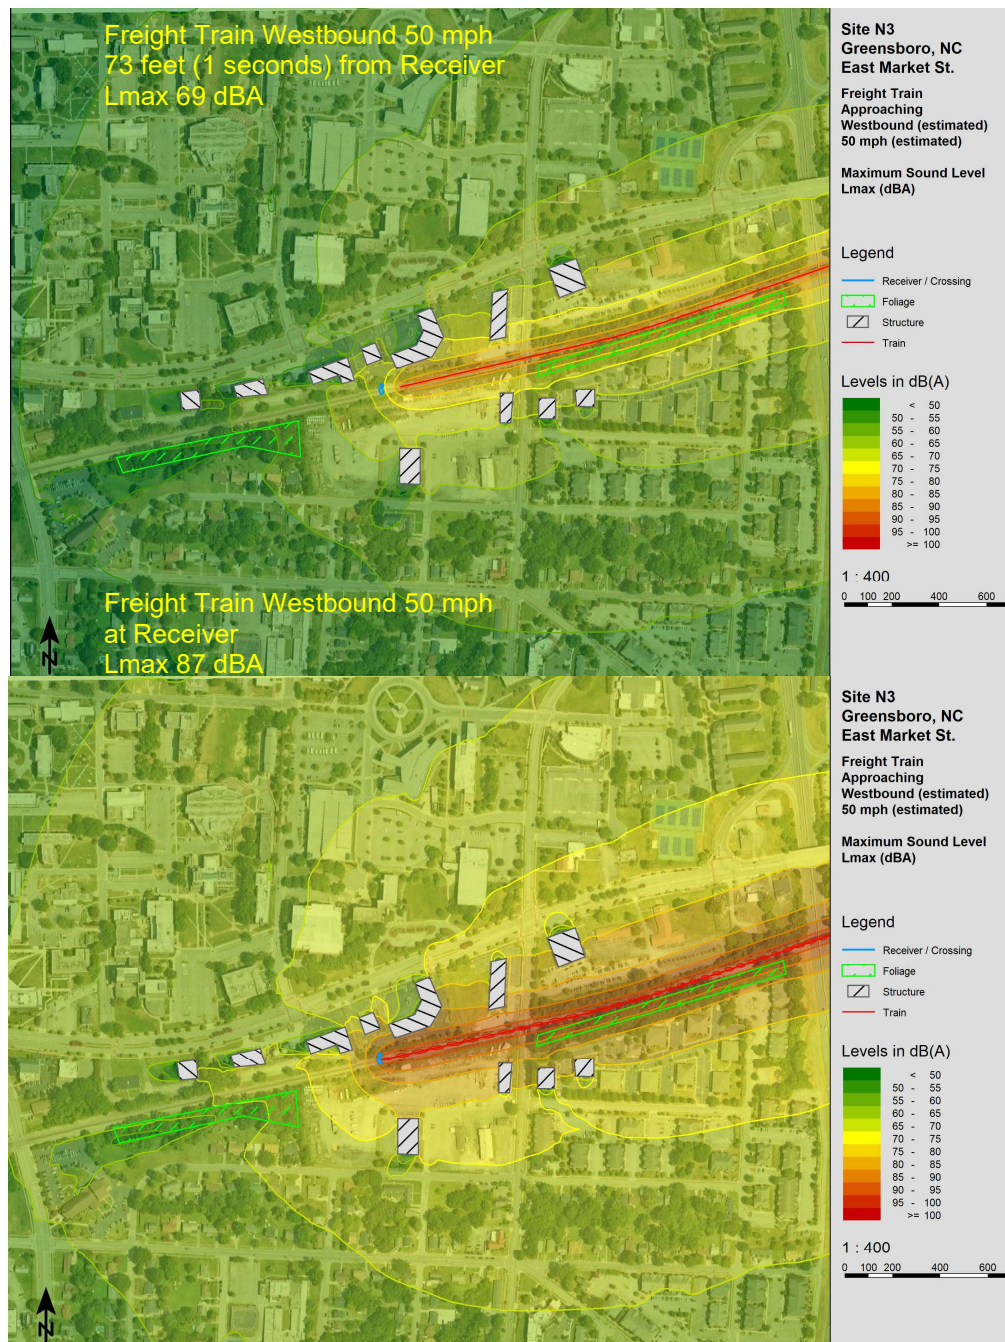 Freight Train Westbound 50 mph
73 feet (1 seconds) from Receiver
Lmax 69 dBA
Site N3
Greensboro, NC
East Market St.
Freight Train
Approaching
Westbound (estimated)
50 mph (estimated)
Maximum Sound Level
Lmax (dBA)
Legend
Receiver / Crossing
Foliage
Structure
Train
Levels in dB(A)
< 50
50 - 55
55 - 60
60 - 65
65 - 70
70 - 75
75 - 80
80 - 85
85 - 90
90 - 95
95 - 100
>= 100
1 : 400
0 100 200 400 600
N
Freight Train Westbound 50 mph
at Receiver
Lmax 87 dBA
Site N3
Greensboro, NC
East Market St.
Freight Train
Approaching
Westbound (estimated)
50 mph (estimated)
Maximum Sound Level
Lmax (dBA)
Legend
Receiver / Crossing
Foliage
Structure
Train
Levels in dB(A)
< 50
50 - 55
55 - 60
60 - 65
65 - 70
70 - 75
75 - 80
80 - 85
85 - 90
90 - 95
95 - 100
>= 100
1 : 400
0 100 200 400 600
N